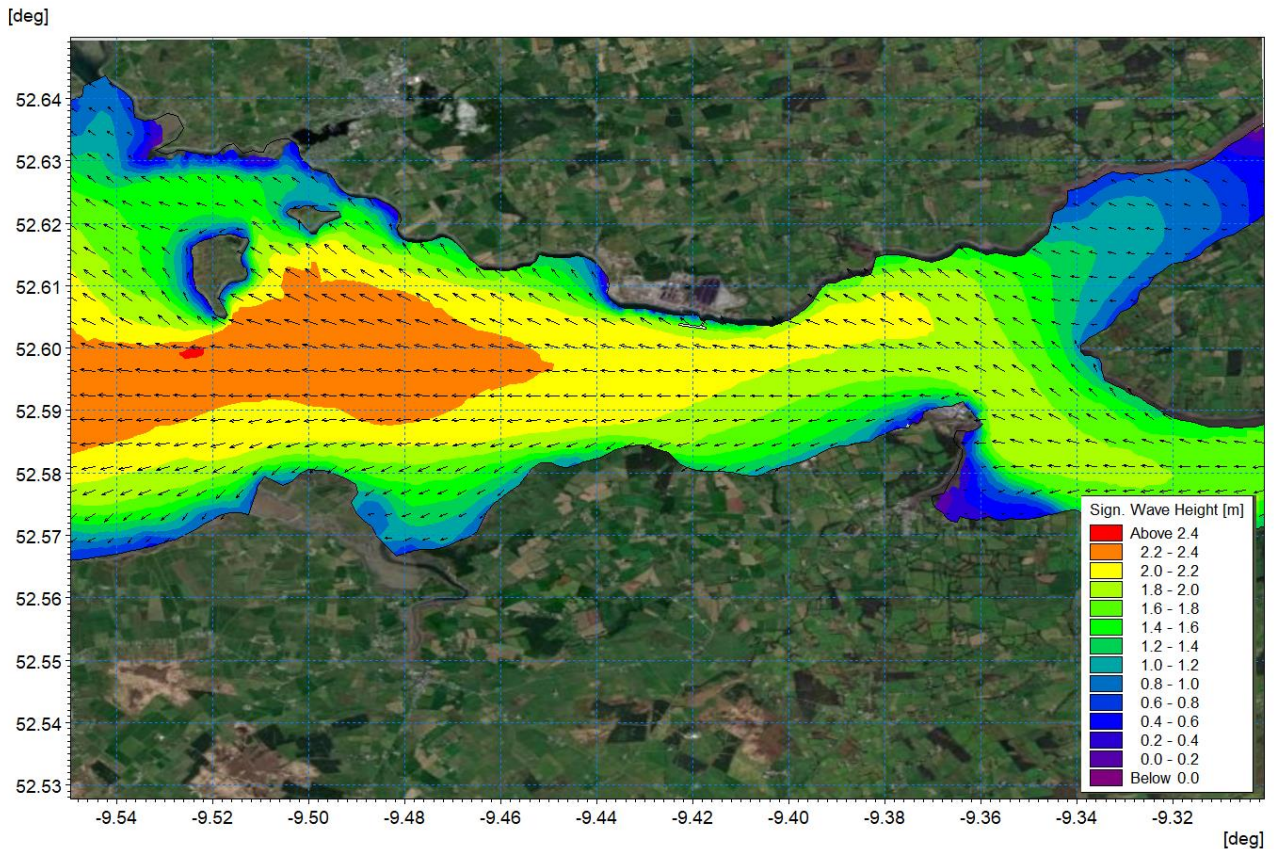 [deg]
52.64
52.63
52.62
52.61
52.60
52.59
52.58
52.57
52.56
52.55
52.54
52.53
Sign. Wave Height [m]
Above 2.4
2.2 - 2.4
2.0 - 2.2
1.8 - 2.0
1.6 - 1.8
1.4 - 1.6
1.2 - 1.4
1.0 - 1.2
0.8 - 1.0
0.6 - 0.8
0.4 - 0.6
0.2 - 0.4
0.0 - 0.2
Below 0.0
-9.54 -9.52 -9.50 -9.48 -9.46 -9.44 -9.42 -9.40 -9.38 -9.36 -9.34 -9.32
[deg]